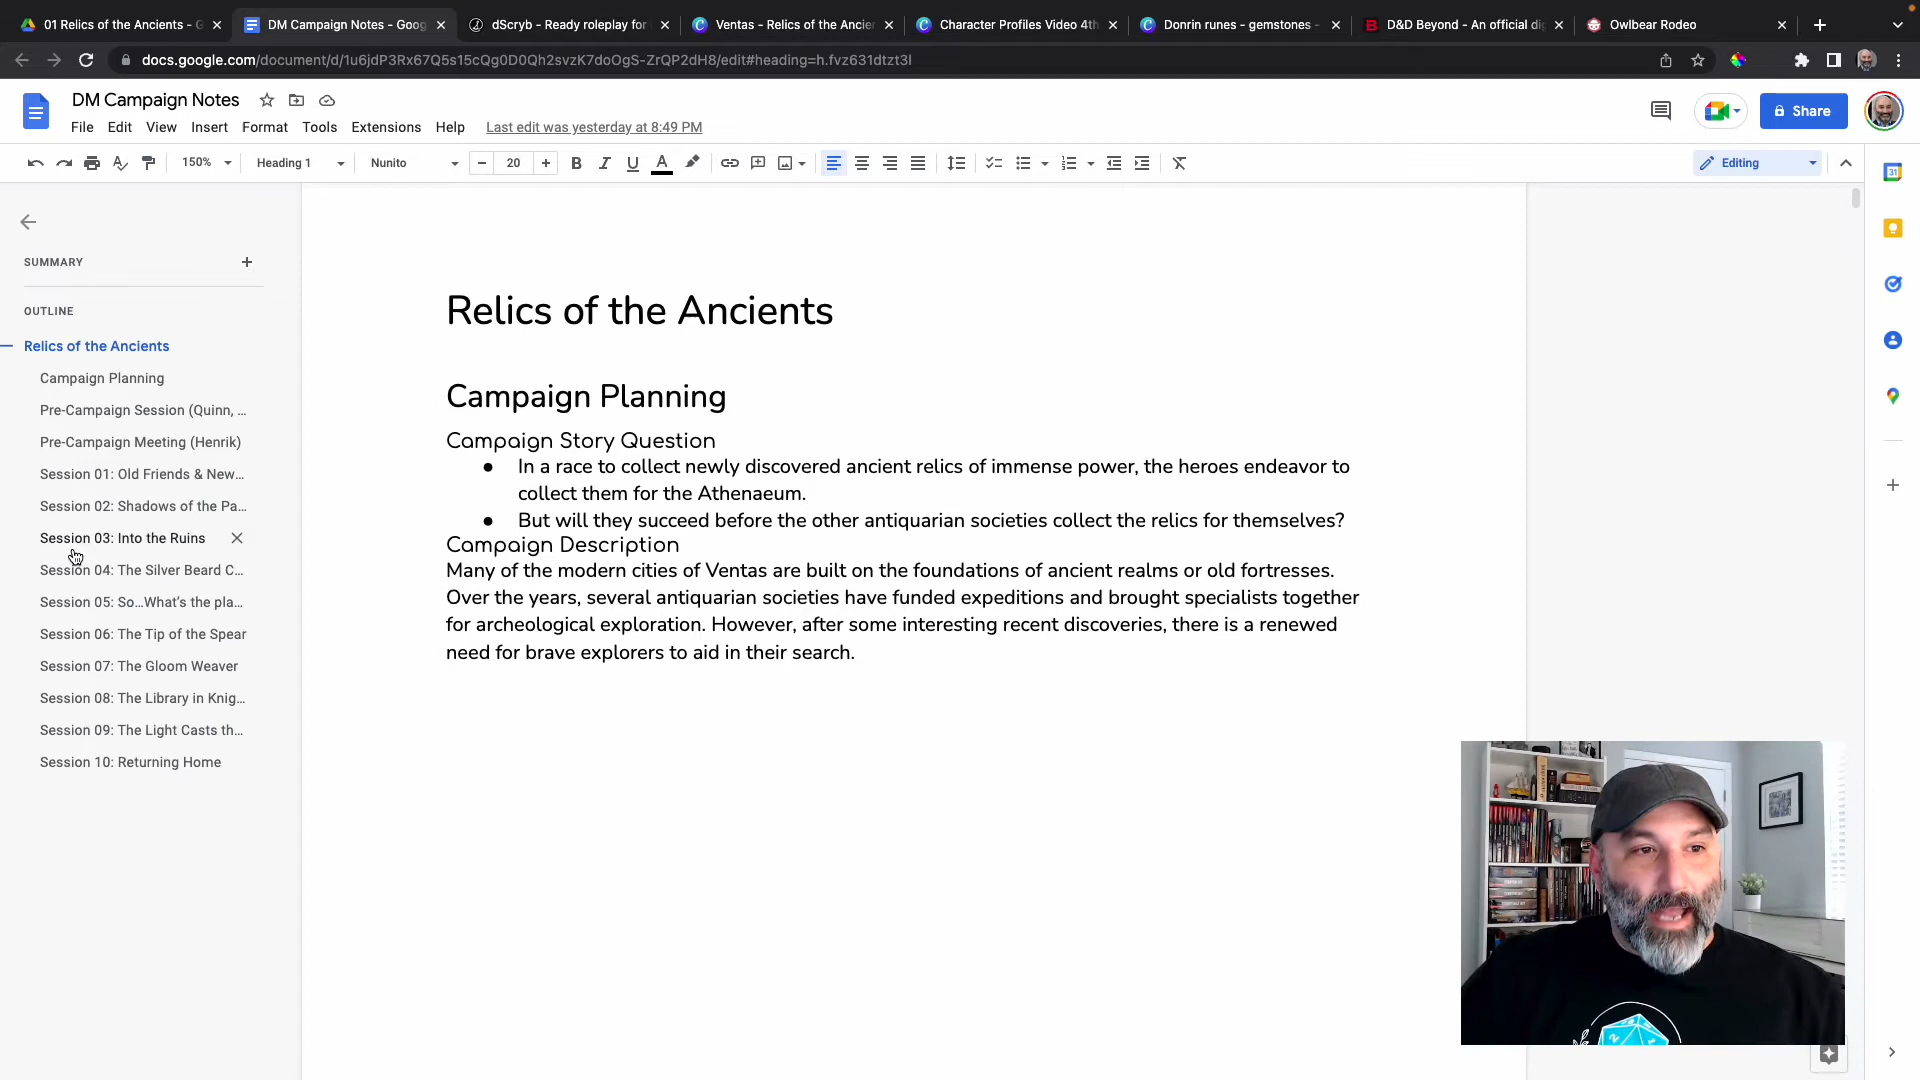 01 Relics of the Ancients - G
DM Campaign Notes - Goog
dScryb - Ready roleplay for
Ventas - Relics of the Ancien
Character Profiles Video 4th
Donrin runes - gemstones -
D&D Beyond - An official dig
Owlbear Rodeo
docs.google.com/document/d/1u6jdP3Rx67Q5s15cQg0D0Qh2svzK7doOgS-ZrQP2dH8/edit#heading=h.fvz631dtzt3l
DM Campaign Notes
File Edit View Insert Format Tools Extensions Help Last edit was yesterday at 8:49 PM
Share
150% Heading 1 Nunito 20 Editing
SUMMARY
OUTLINE
Relics of the Ancients
Campaign Planning
Pre-Campaign Session (Quinn, ...
Pre-Campaign Meeting (Henrik)
Session 01: Old Friends & New...
Session 02: Shadows of the Pa...
Session 03: Into the Ruins
Session 04: The Silver Beard C...
Session 05: So…What's the pla...
Session 06: The Tip of the Spear
Session 07: The Gloom Weaver
Session 08: The Library in Knig...
Session 09: The Light Casts th...
Session 10: Returning Home
Relics of the Ancients
Campaign Planning
Campaign Story Question
● In a race to collect newly discovered ancient relics of immense power, the heroes endeavor to
collect them for the Athenaeum.
● But will they succeed before the other antiquarian societies collect the relics for themselves?
Campaign Description
Many of the modern cities of Ventas are built on the foundations of ancient realms or old fortresses.
Over the years, several antiquarian societies have funded expeditions and brought specialists together
for archeological exploration. However, after some interesting recent discoveries, there is a renewed
need for brave explorers to aid in their search.
31